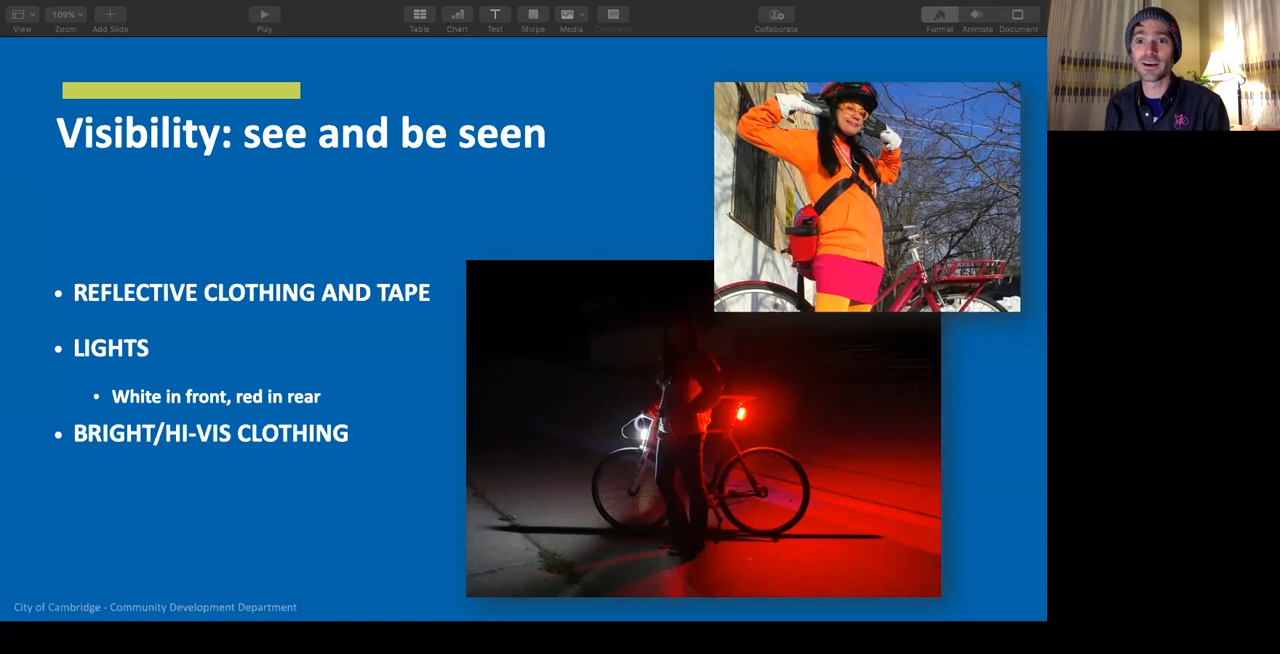 109%
View
Zoom
Add Slide
Play
Table
Chart
Text
Shape
Media
Comment
Collaborate
Format
Animate
Document
Visibility: see and be seen
• REFLECTIVE CLOTHING AND TAPE
• LIGHTS
• White in front, red in rear
• BRIGHT/HI-VIS CLOTHING
City of Cambridge - Community Development Department